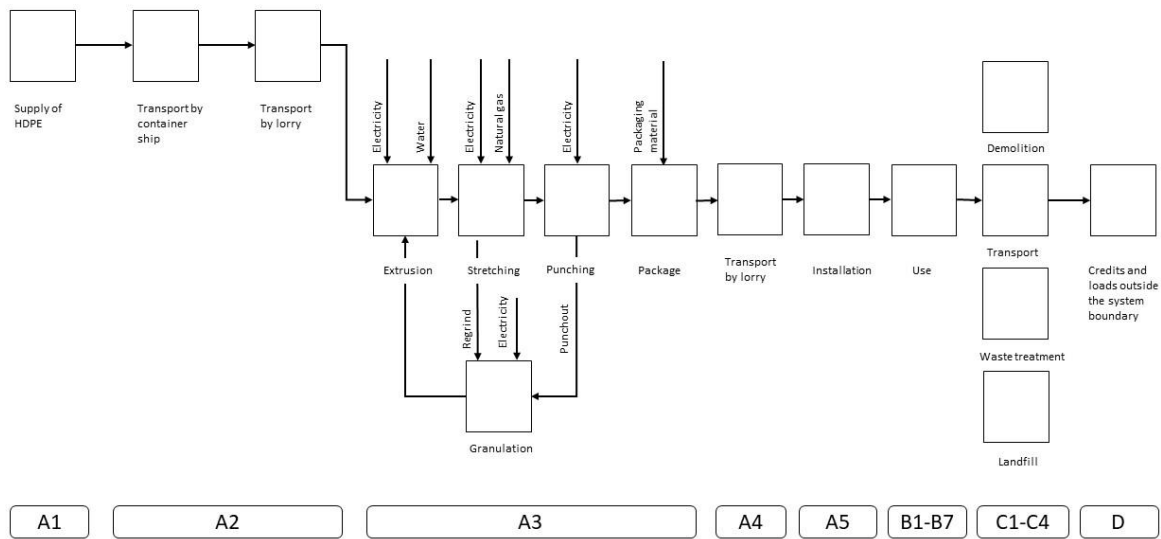 Supply of
HDPE
Transport by
container
ship
Transport
by lorry
Electricity
Water
Electricity
Natural gas
Electricity
Packaging
material
Demolition
Extrusion
Stretching
Punching
Package
Transport
by lorry
Installation
Use
Transport
Credits and
loads outside
the system
boundary
Regrind
Electricity
Punchout
Waste treatment
Granulation
Landfill
A1
A2
A3
A4
A5
B1-B7
C1-C4
D